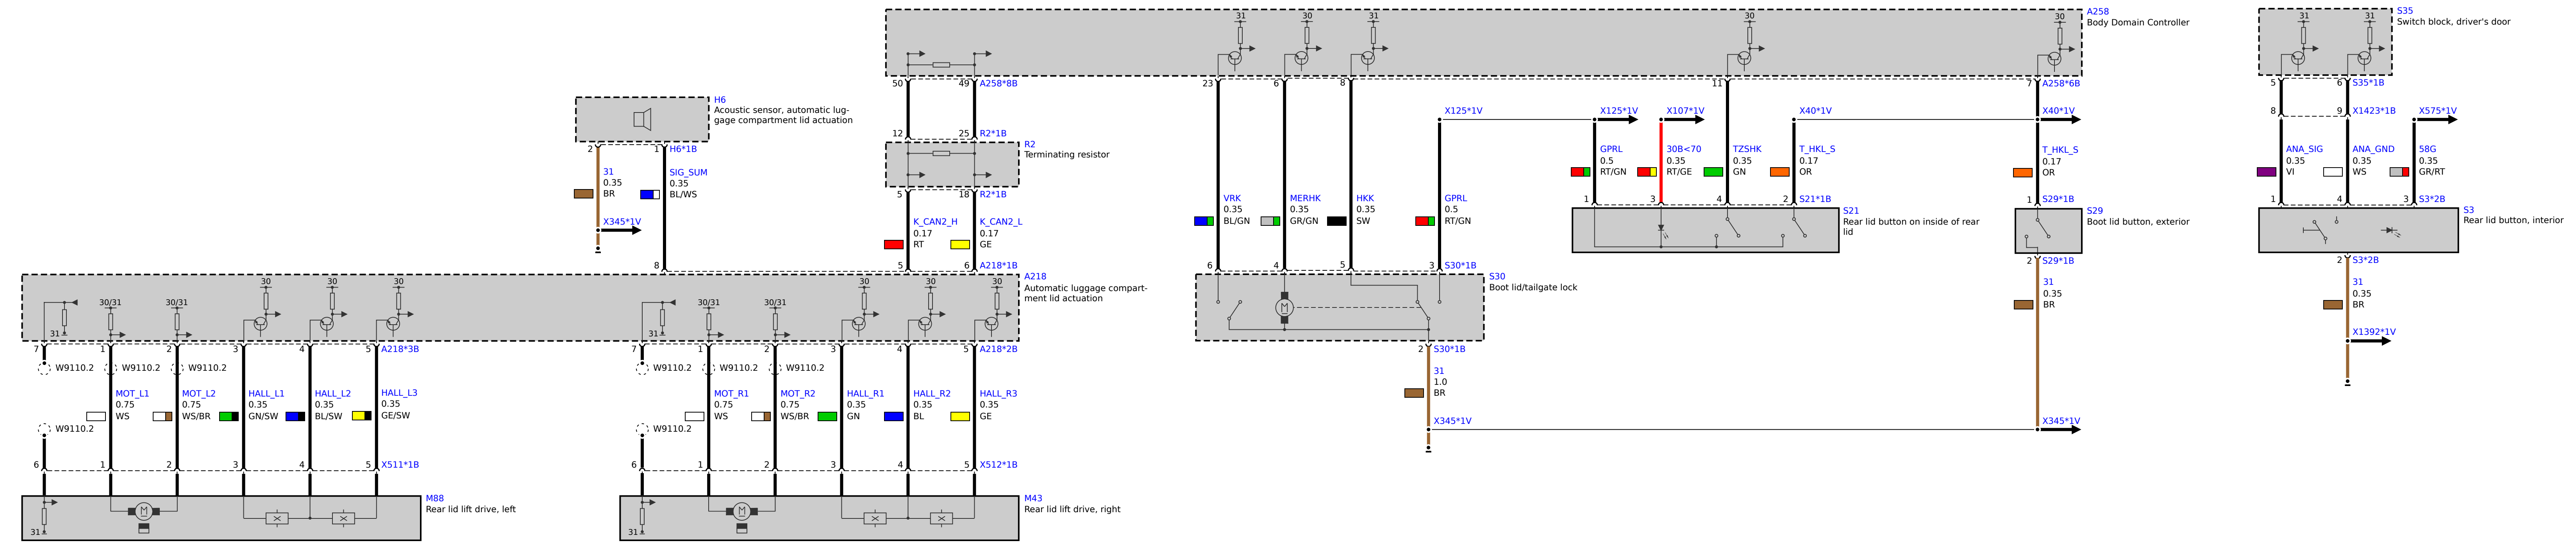 31
30
31
30
30
A258
Body Domain Controller
31
31
S35
Switch block, driver's door
50
49
A258*8B
23
6
8
11
7
A258*6B
5
6
S35*1B
H6
Acoustic sensor, automatic lug-
gage compartment lid actuation
X125*1V
X125*1V
X107*1V
X40*1V
X40*1V
8
9
X1423*1B
X575*1V
12
25
R2*1B
R2
Terminating resistor
2
1
H6*1B
31
0.35
BR
SIG_SUM
0.35
BL/WS
GPRL
0.5
RT/GN
30B<70
0.35
RT/GE
TZSHK
0.35
GN
T_HKL_S
0.17
OR
T_HKL_S
0.17
OR
ANA_SIG
0.35
VI
ANA_GND
0.35
WS
58G
0.35
GR/RT
5
18
R2*1B
VRK
0.35
BL/GN
MERHK
0.35
GR/GN
HKK
0.35
SW
GPRL
0.5
RT/GN
1
3
4
2
S21*1B
1
S29*1B
1
4
3
S3*2B
X345*1V
K_CAN2_H
0.17
RT
K_CAN2_L
0.17
GE
S21
Rear lid button on inside of rear
lid
S29
Boot lid button, exterior
S3
Rear lid button, interior
8
5
6
A218*1B
6
4
5
3
S30*1B
2
S29*1B
2
S3*2B
A218
Automatic luggage compart-
ment lid actuation
30
30
30
30/31
30/31
31
30
30
30
30/31
30/31
31
S30
Boot lid/tailgate lock
M
31
0.35
BR
31
0.35
BR
X1392*1V
7
1
2
3
4
5
A218*3B
7
1
2
3
4
5
A218*2B
2
S30*1B
W9110.2
W9110.2
W9110.2
W9110.2
W9110.2
W9110.2
31
1.0
BR
MOT_L1
0.75
WS
MOT_L2
0.75
WS/BR
HALL_L1
0.35
GN/SW
HALL_L2
0.35
BL/SW
HALL_L3
0.35
GE/SW
MOT_R1
0.75
WS
MOT_R2
0.75
WS/BR
HALL_R1
0.35
GN
HALL_R2
0.35
BL
HALL_R3
0.35
GE
W9110.2
W9110.2
X345*1V
X345*1V
6
1
2
3
4
5
X511*1B
6
1
2
3
4
5
X512*1B
M88
Rear lid lift drive, left
M
31
M43
Rear lid lift drive, right
M
31